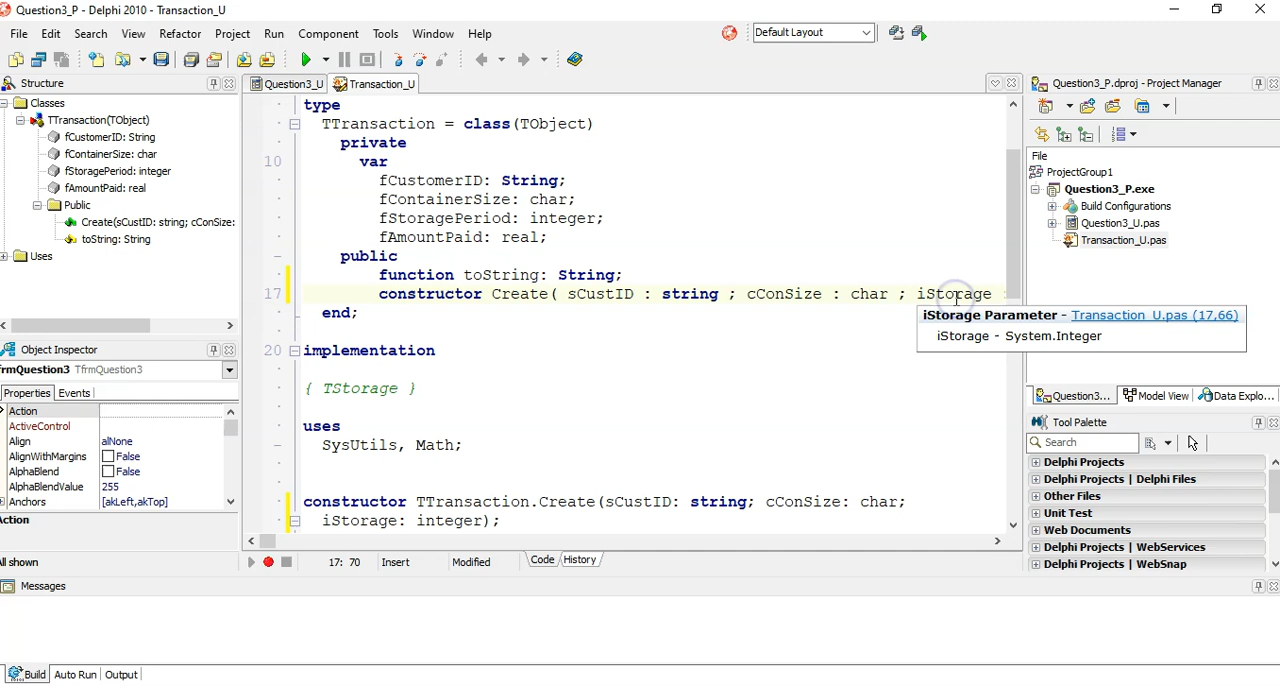 Question3_P - Delphi 2010 - Transaction_U
File Edit Search View Refactor Project Run Component Tools Window Help
Default Layout
Structure
Classes
TTransaction(TObject)
fCustomerID: String
fContainerSize: char
fStoragePeriod: integer
fAmountPaid: real
Public
Create(sCustID: string; cConSize:
toString: String
Uses
Object Inspector
frmQuestion3 TfrmQuestion3
Properties Events
Action
ActiveControl
Align alNone
AlignWithMargins False
AlphaBlend False
AlphaBlendValue 255
Anchors [akLeft,akTop]
Action
All shown
Question3_U Transaction_U
type
TTransaction = class(TObject)
private
10 var
fCustomerID: String;
fContainerSize: char;
fStoragePeriod: integer;
fAmountPaid: real;
public
function toString: String;
17 constructor Create( sCustID : string ; cConSize : char ; iStorage
end;
iStorage Parameter - Transaction_U.pas (17,66)
iStorage - System.Integer
20 implementation
{ TStorage }
uses
SysUtils, Math;
constructor TTransaction.Create(sCustID: string; cConSize: char;
iStorage: integer);
17: 70 Insert Modified Code History
Question3_P.dproj - Project Manager
File
ProjectGroup1
Question3_P.exe
Build Configurations
Question3_U.pas
Transaction_U.pas
Question3... Model View Data Explo...
Tool Palette
Search
Delphi Projects
Delphi Projects | Delphi Files
Other Files
Unit Test
Web Documents
Delphi Projects | WebServices
Delphi Projects | WebSnap
Messages
Build Auto Run Output